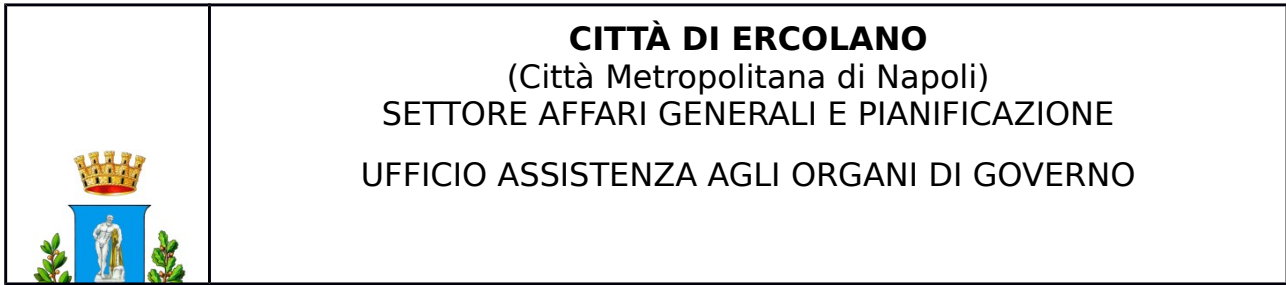 CITTÀ DI ERCOLANO
(Città Metropolitana di Napoli)
SETTORE AFFARI GENERALI E PIANIFICAZIONE
UFFICIO ASSISTENZA AGLI ORGANI DI GOVERNO